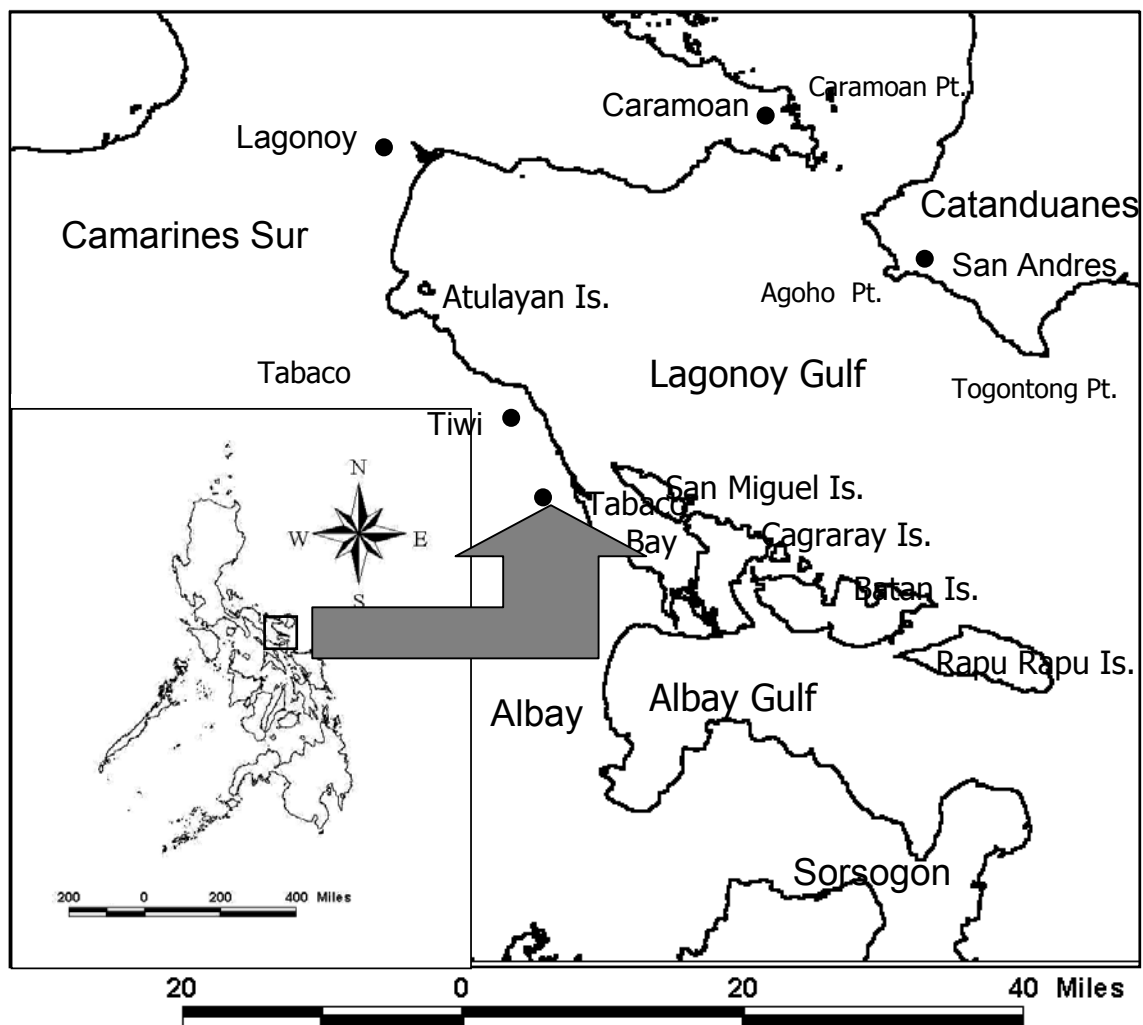 Caramoan Pt.
Caramoan
Lagonoy
Catanduanes
Camarines Sur
San Andres
Atulayan Is.
Agoho Pt.
Tabaco
Lagonoy Gulf
Togontong Pt.
Tiwi
San Miguel Is.
Tabaco
Bay
Cagraray Is.
Batan Is.
Rapu Rapu Is.
Albay
Albay Gulf
Sorsogon
N
W
E
S
200 0 200 400 Miles
20 0 20 40 Miles